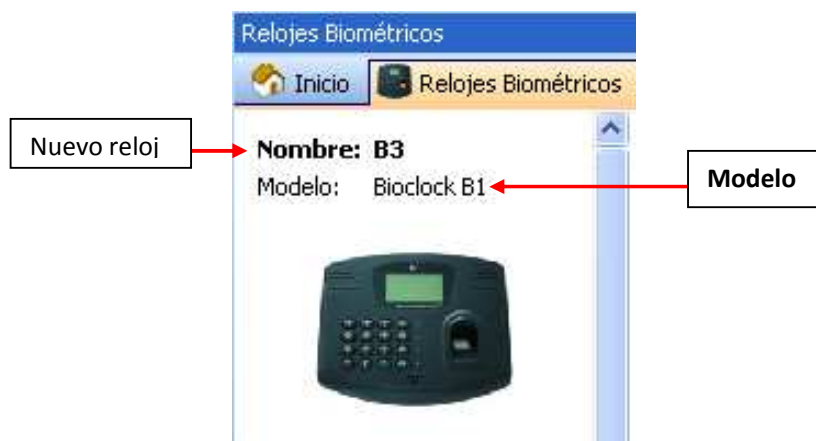 Relojes Biométricos
Inicio Relojes Biométricos
Nuevo reloj
Nombre: B3
Modelo: Bioclock B1
Modelo